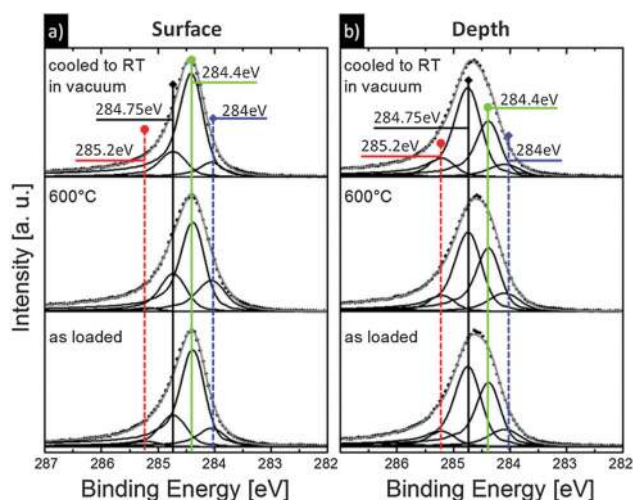 a) Surface
b) Depth
cooled to RT
in vacuum
284.4eV
284.75eV
284eV
285.2eV
600°C
as loaded
cooled to RT
in vacuum
284.4eV
284.75eV
284eV
285.2eV
600°C
as loaded
Intensity [a. u.]
287 286 285 284 283 282
286 285 284 283 282
Binding Energy [eV]
Binding Energy [eV]